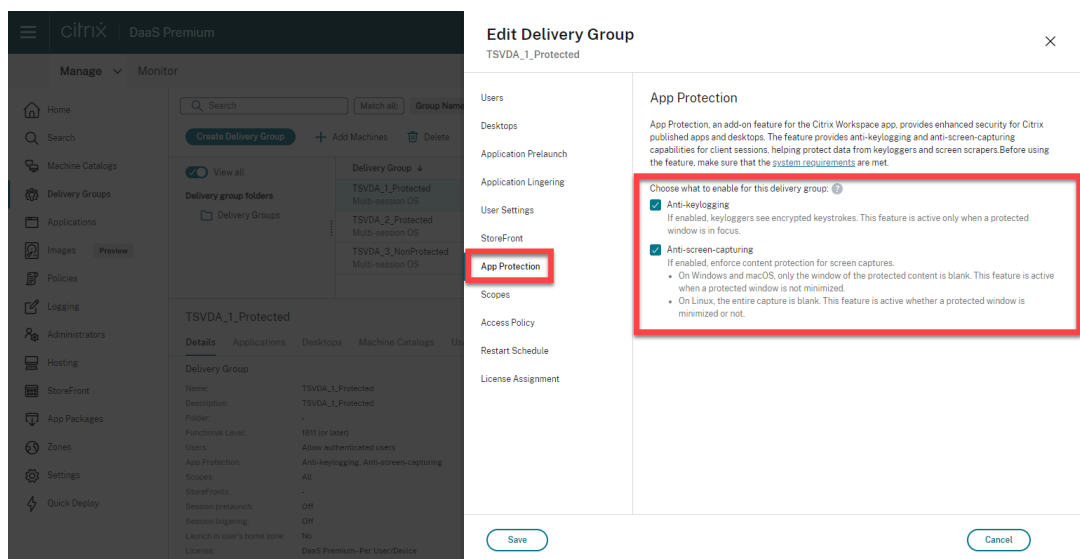 citrix | DaaS Premium
Manage
Monitor
Home
Search
Machine Catalogs
Delivery Groups
Applications
Images Preview
Policies
Logging
Administrators
Hosting
StoreFront
App Packages
Zones
Settings
Quick Deploy
Search
Match all:
Group Name
Create Delivery Group
Add Machines
Delete
View all
Delivery group folders
Delivery Groups
Delivery Group ↓
TSVDA_1_Protected
Multi-session OS
TSVDA_2_Protected
Multi-session OS
TSVDA_3_NonProtected
Multi-session OS
TSVDA_1_Protected
Details Applications Desktops Machine Catalogs
Delivery Group
Name: TSVDA_1_Protected
Description: TSVDA_1_Protected
Folder: -
Functional Level: 1811 (or later)
Users: Allow authenticated users
App Protection: Anti-keylogging, Anti-screen-capturing
Scopes: All
StoreFronts: -
Session prelaunch: Off
Session lingering: Off
Launch in user's home zone: No
License: DaaS Premium-Per User/Device
Edit Delivery Group
TSVDA_1_Protected
Users
Desktops
Application Prelaunch
Application Lingering
User Settings
StoreFront
App Protection
Scopes
Access Policy
Restart Schedule
License Assignment
App Protection
App Protection, an add-on feature for the Citrix Workspace app, provides enhanced security for Citrix
published apps and desktops. The feature provides anti-keylogging and anti-screen-capturing
capabilities for client sessions, helping protect data from keyloggers and screen scrapers.Before using
the feature, make sure that the system requirements are met.
Choose what to enable for this delivery group: ?
Anti-keylogging
If enabled, keyloggers see encrypted keystrokes. This feature is active only when a protected
window is in focus.
Anti-screen-capturing
If enabled, enforce content protection for screen captures.
• On Windows and macOS, only the window of the protected content is blank. This feature is active
when a protected window is not minimized.
• On Linux, the entire capture is blank. This feature is active whether a protected window is
minimized or not.
Save
Cancel